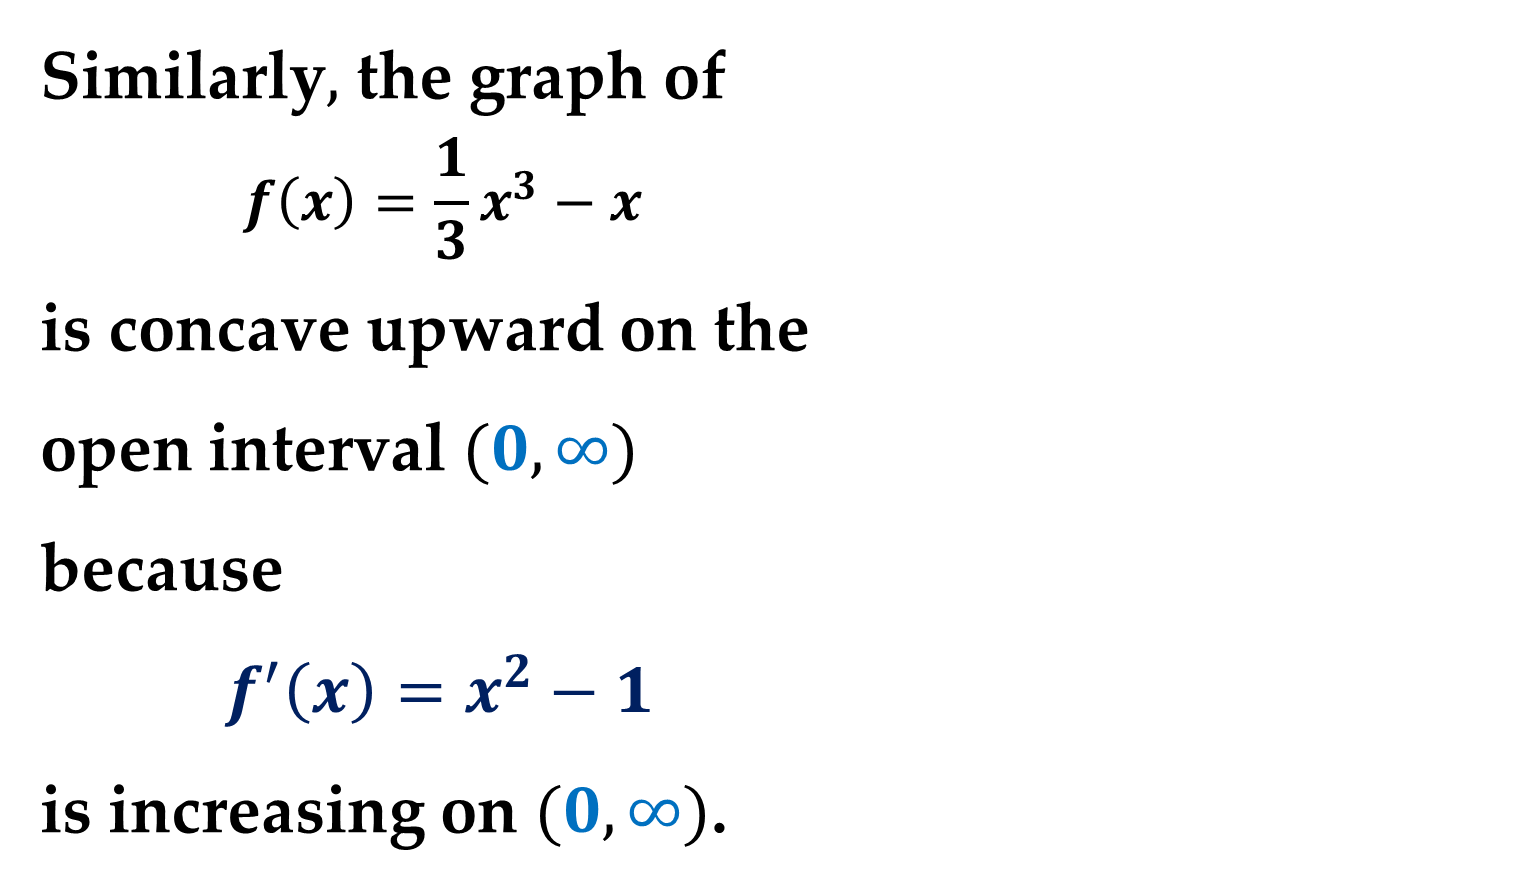 Similarly, the graph of
f(x) = 1/3 x³ − x
is concave upward on the
open interval (0, ∞)
because
f′(x) = x² − 1
is increasing on (0, ∞).